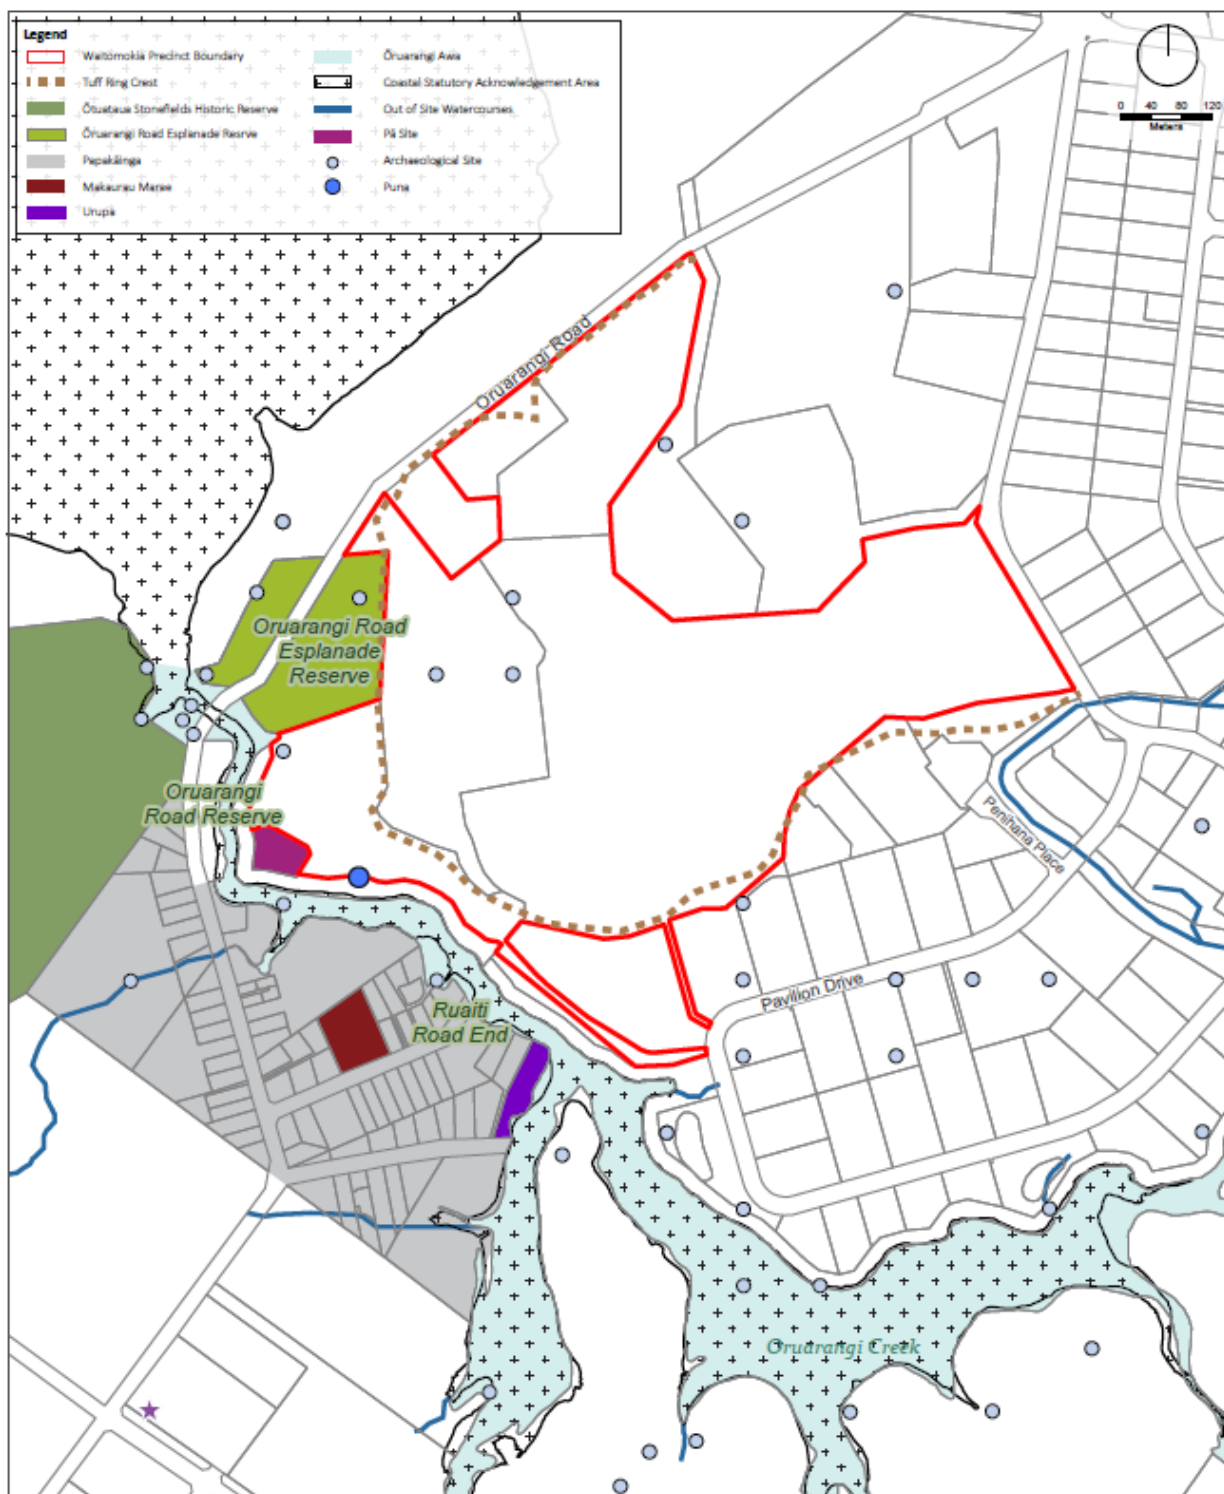 Legend
Waitomokia Precinct Boundary
Tuff Ring Crest
Ōtuataua Stonefields Historic Reserve
Ōruarangi Road Esplanade Resrve
Papakāinga
Makaurau Marae
Urupā
Ōruarangi Awa
Coastal Statutory Acknowledgement Area
Out of Site Watercourses
Pā Site
Archaeological Site
Puna
0 40 80 120
Meters
Oruarangi Road
Oruarangi Road
Esplanade
Reserve
Oruarangi
Road Reserve
Ruaiti
Road End
Penihana Place
Pavilion Drive
Oruarangi Creek